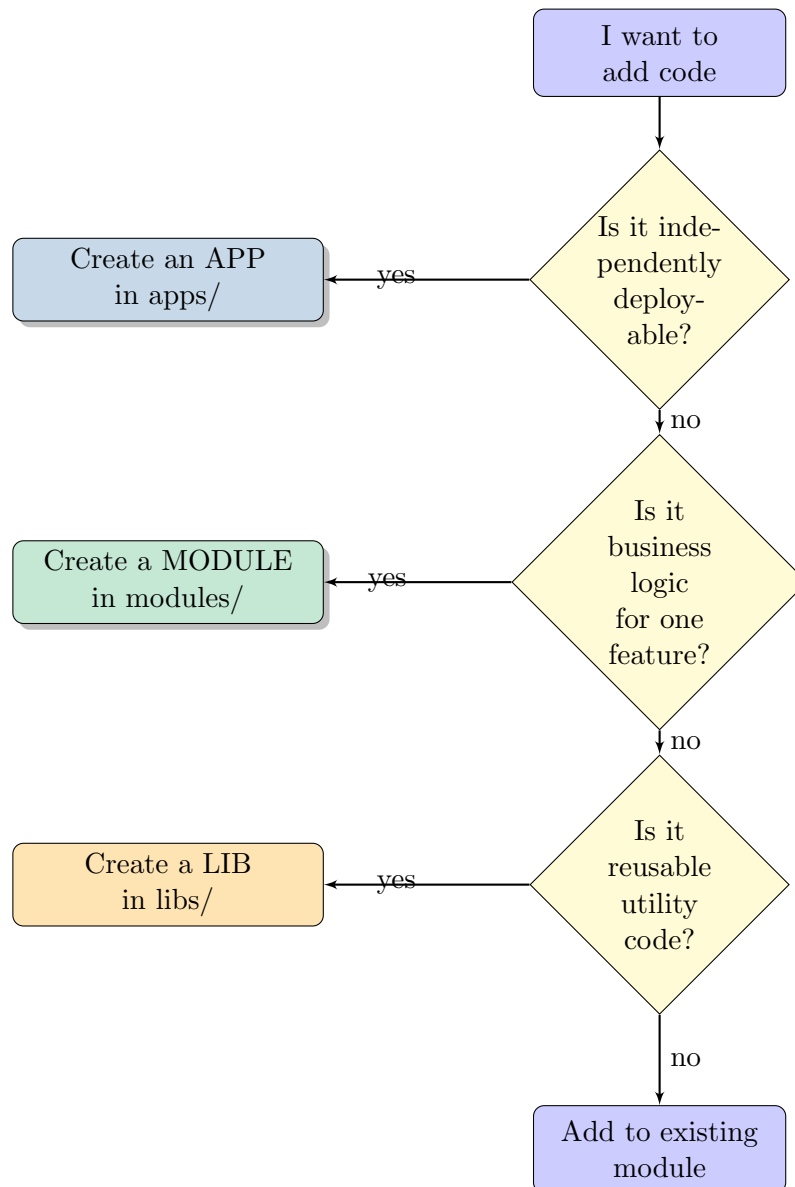 I want to
add code
Is it inde-
pendently
deploy-
able?
yes
Create an APP
in apps/
no
Is it
business
logic
for one
feature?
yes
Create a MODULE
in modules/
no
Is it
reusable
utility
code?
yes
Create a LIB
in libs/
no
Add to existing
module